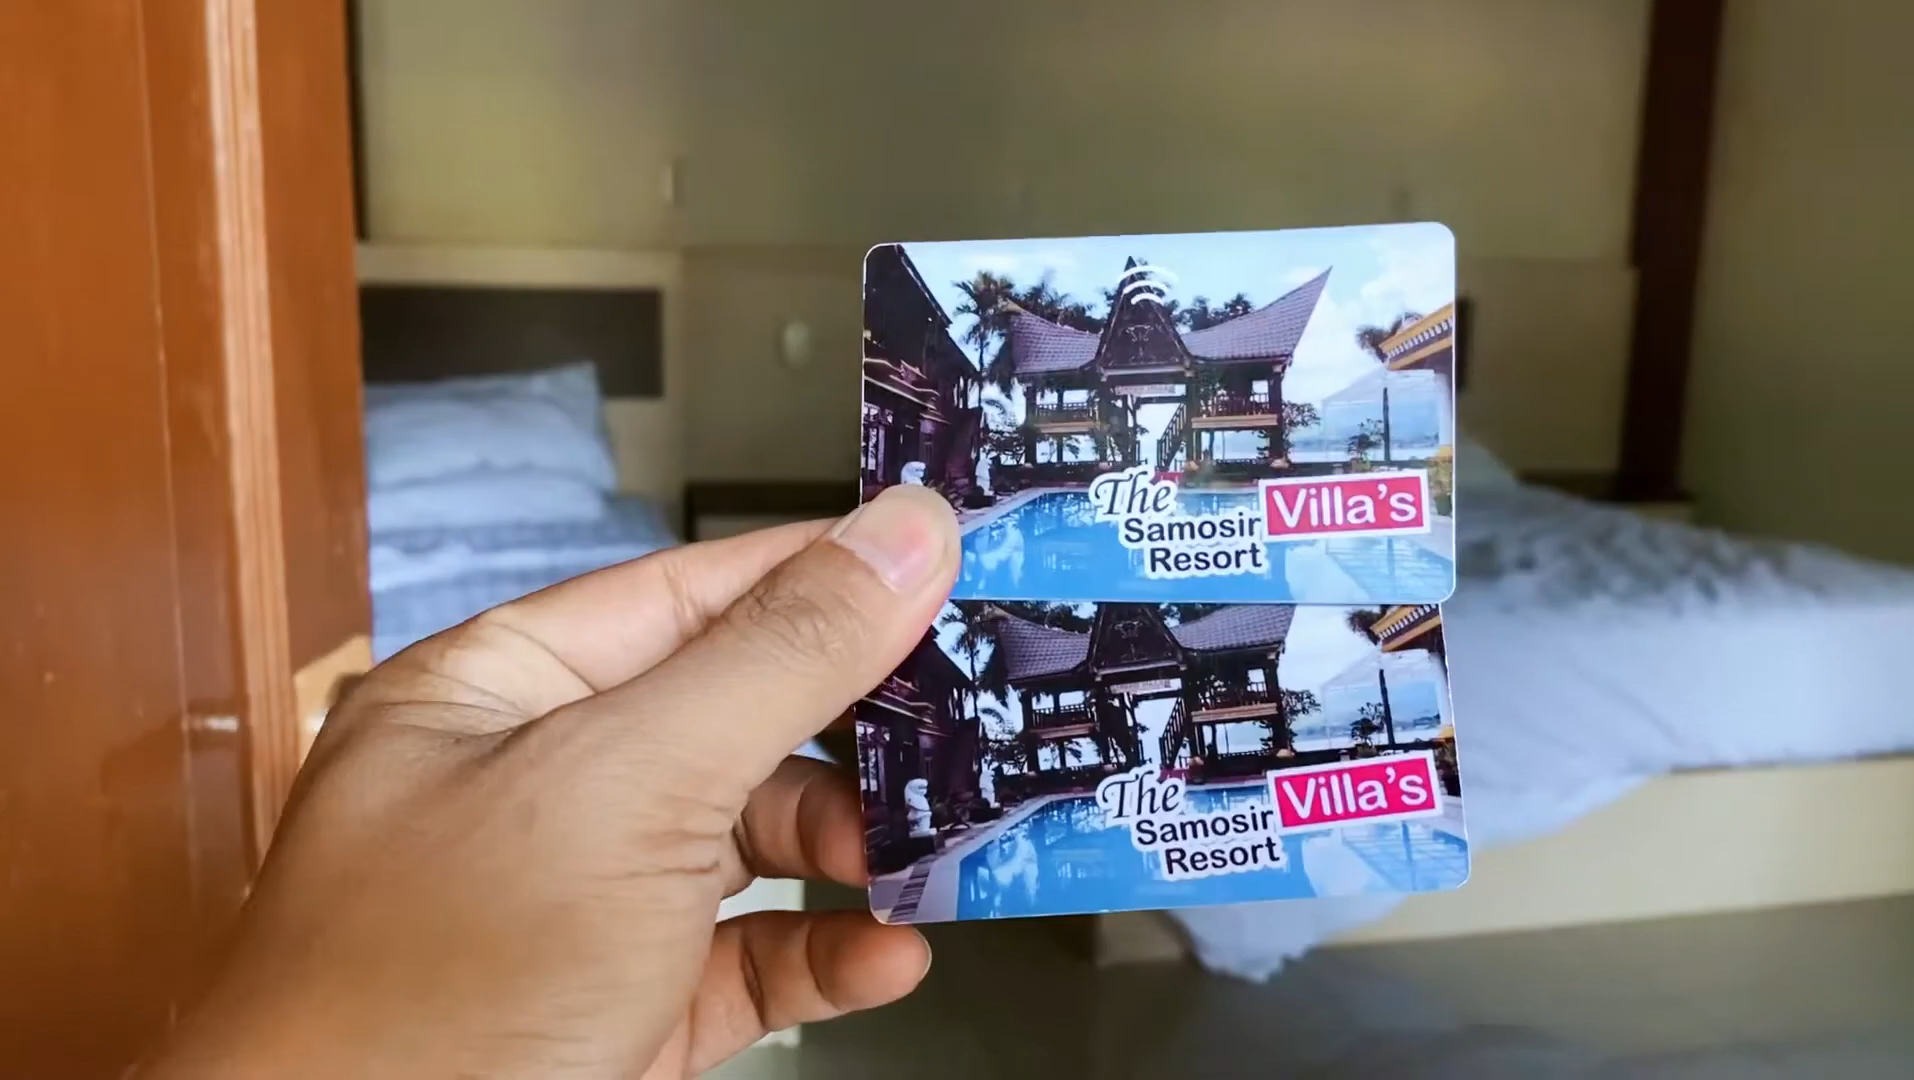 The
Samosir
Resort
Villa's
The
Samosir
Resort
Villa's